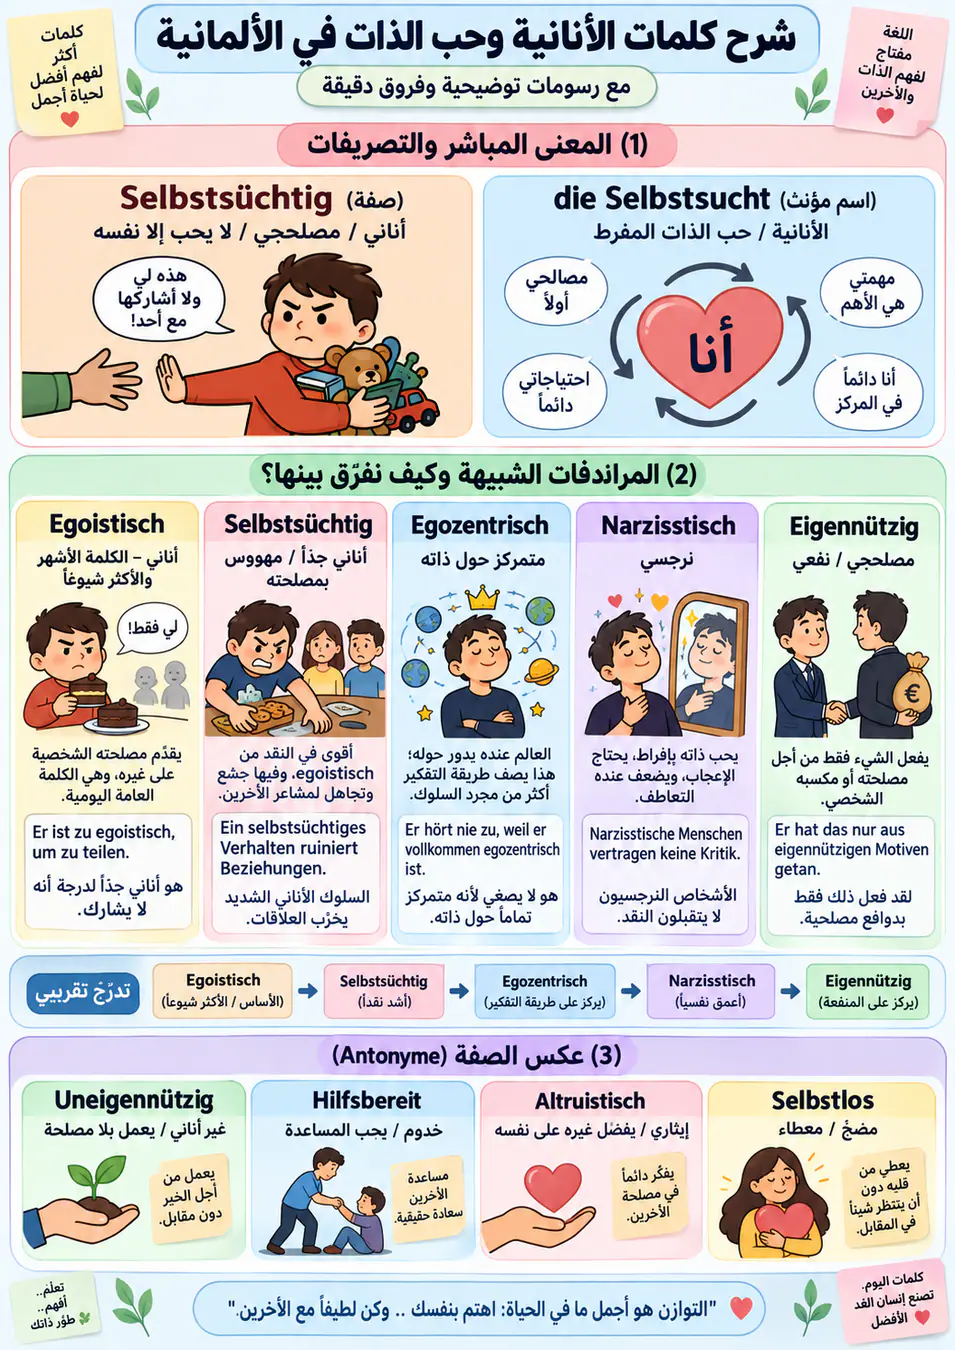 كلمات
أكثر
لفهم أفضل
لحياة أجمل
شرح كلمات الأنانية وحب الذات في الألمانية
مع رسومات توضيحية وفروق دقيقة
اللغة
مفتاح
لفهم الذات
والأخرين
(1) المعنى المباشر والتصريفات
Selbstsüchtig (صفة)
أناني / مصلحجي / لا يحب إلا نفسه
هذه لي
ولا أشاركها
مع أحد!
die Selbstsucht (اسم مؤنث)
الأنانية / حب الذات المفرط
مصالحي
أولاً
مهمتي
هي الأهم
أنا
احتياجاتي
دائماً
أنا دائماً
في المركز
(2) المراندفات الشبيهة وكيف نفرّق بينها؟
Egoistisch
أناني – الكلمة الأشهر
والأكثر شيوعاً
لي فقط!
يقدّم مصلحته الشخصية
على غيره، وهي الكلمة
العامة اليومية.
Er ist zu egoistisch,
um zu teilen.
هو أناني جذاً لدرجة أنه
لا يشارك.
Selbstsüchtig
أناني جذاً / مهووس
بمصلحته
أقوى في النقد من
egoistisch، وفيها جشع
وتجاهل لمشاعر الأخرين.
Ein selbstsüchtiges
Verhalten ruiniert
Beziehungen.
السلوك الأناني الشديد
يخرّب العلاقات.
Egozentrisch
متمركز حول ذاته
العالم عنده يدور حوله؛
هذا يصف طريقة التفكير
أكثر من مجرد السلوك.
Er hört nie zu, weil er
vollkommen egozentrisch
ist.
هو لا يصغي لأنه متمركز
تماماً حول ذاته.
Narzisstisch
نرجسي
يحب ذاته بإفراط، يحتاج
الإعجاب، ويضعف عنده
التعاطف.
Narzisstische Menschen
vertragen keine Kritik.
الأشخاص النرجسيون
لا يتقبلون النقد.
Eigennützig
مصلحجي / نفعي
€
يفعل الشيء فقط من أجل
مصلحته أو مكسبه
الشخصي.
Er hat das nur aus
eigennützigen Motiven
getan.
لقد فعل ذلك فقط
بدوافع مصلحية.
تدرّجّ تقريبي
Egoistisch
(الأساس / الأكثر شيوعاً)
Selbstsüchtig
(أشد نقداً)
Egozentrisch
(يركز على طريقة التفكير)
Narzisstisch
(أعمق نفسياً)
Eigennützig
(يركز على المنفعة)
(3) عكس الصفة (Antonyme)
Uneigennützig
غير أناني / يعمل بلا مصلحة
يعمل من
أجل الخير
دون مقابل.
Hilfsbereit
خدوم / يحب المساعدة
مساعدة
الأخرين
سعادة حقيقية.
Altruistisch
إيثاري / يفضّل غيره على نفسه
يفكّر دائماً
في مصلحة
الأخرين.
Selbstlos
مضحٌ / معطاء
يعطي من
قلبه دون
أن ينتظر شيئاً
في المقابل.
تعلّم..
أفهم..
طوّر ذاتك
"التوازن هو أجمل ما في الحياة: اهتم بنفسك .. وكن لطيفاً مع الأخرين."
كلمات اليوم.
تصنع إنسان الغد
الأفضل